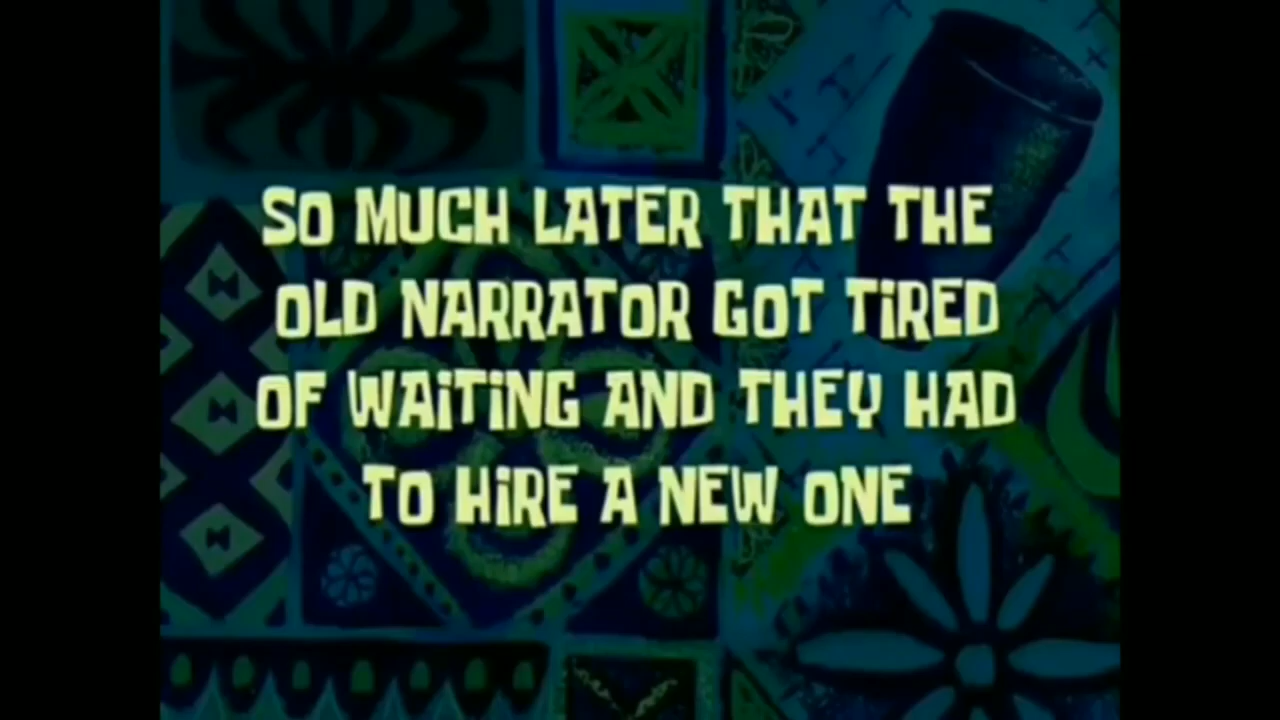 SO MUCH LATER THAT THE
OLD NARRATOR GOT TIRED
OF WAITING AND THEY HAD
TO HIRE A NEW ONE